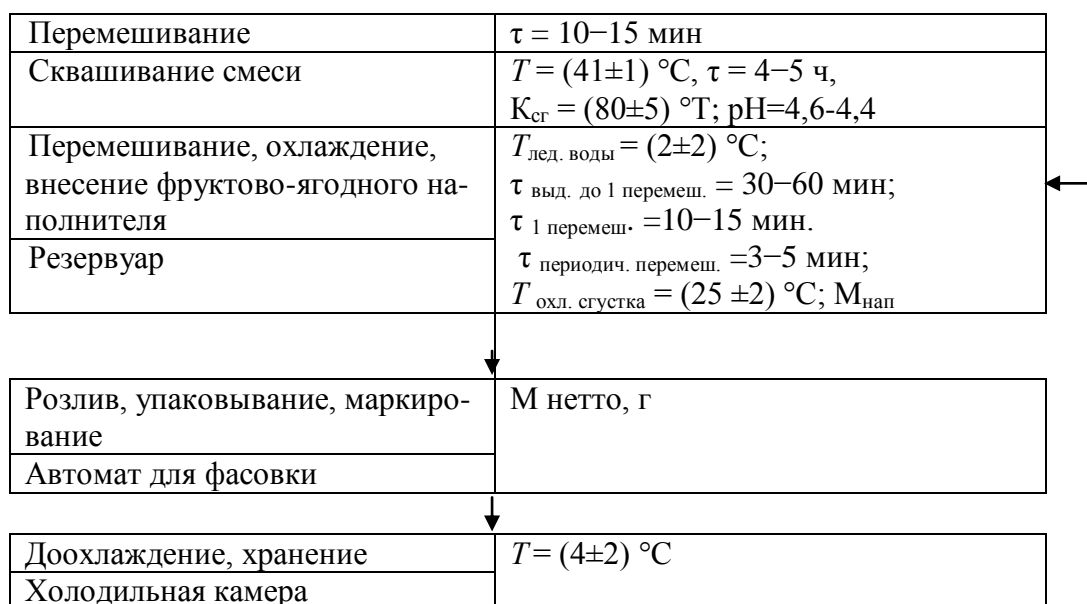 Перемешивание
τ = 10−15 мин
Сквашивание смеси
T = (41±1) °С, τ = 4−5 ч,
Ксг = (80±5) °Т; рН=4,6-4,4
Перемешивание, охлаждение,
внесение фруктово-ягодного на-
полнителя
Резервуар
Tлед. воды = (2±2) °С;
τ выд. до 1 перемеш. = 30−60 мин;
τ 1 перемеш. =10−15 мин.
τ периодич. перемеш. =3−5 мин;
T охл. сгустка = (25 ±2) °С; Мнап
Розлив, упаковывание, маркиро-
вание
Автомат для фасовки
М нетто, г
Доохлаждение, хранение
Холодильная камера
T = (4±2) °С